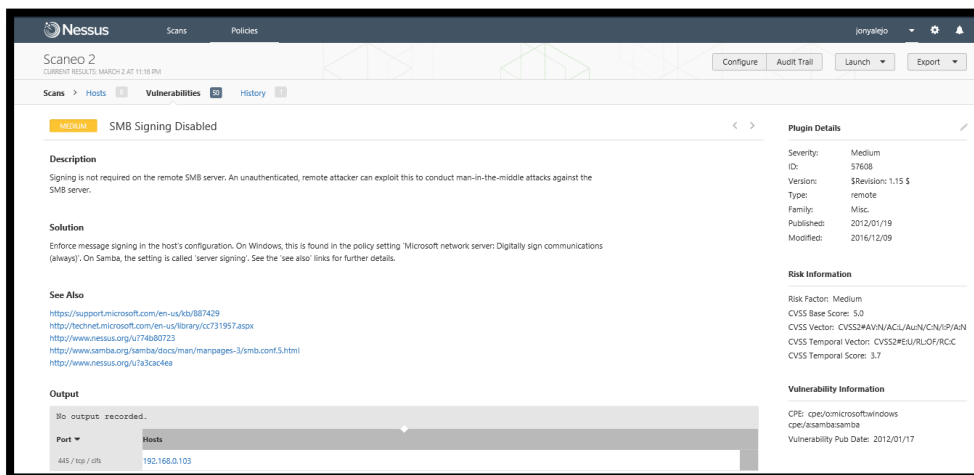 Nessus
Scans
Policies
jonyalejo
Scaneo 2
CURRENT RESULTS: MARCH 2 AT 11:16 PM
Configure
Audit Trail
Launch
Export
Scans > Hosts
Vulnerabilities 50
History 1
MEDIUM
SMB Signing Disabled
Description
Signing is not required on the remote SMB server. An unauthenticated, remote attacker can exploit this to conduct man-in-the-middle attacks against the
SMB server.
Solution
Enforce message signing in the host's configuration. On Windows, this is found in the policy setting 'Microsoft network server: Digitally sign communications
(always)'. On Samba, the setting is called 'server signing'. See the 'see also' links for further details.
See Also
https://support.microsoft.com/en-us/kb/887429
http://technet.microsoft.com/en-us/library/cc731957.aspx
http://www.nessus.org/u?74b80723
http://www.samba.org/samba/docs/man/manpages-3/smb.conf.5.html
http://www.nessus.org/u?a3cac4ea
Output
No output recorded.
Port
Hosts
445 / tcp / cifs
192.168.0.103
Plugin Details
Severity: Medium
ID: 57608
Version: $Revision: 1.15 $
Type: remote
Family: Misc.
Published: 2012/01/19
Modified: 2016/12/09
Risk Information
Risk Factor: Medium
CVSS Base Score: 5.0
CVSS Vector: CVSS2#AV:N/AC:L/Au:N/C:N/I:P/A:N
CVSS Temporal Vector: CVSS2#E:U/RL:OF/RC:C
CVSS Temporal Score: 3.7
Vulnerability Information
CPE: cpe:/o:microsoft:windows
cpe:/a:samba:samba
Vulnerability Pub Date: 2012/01/17